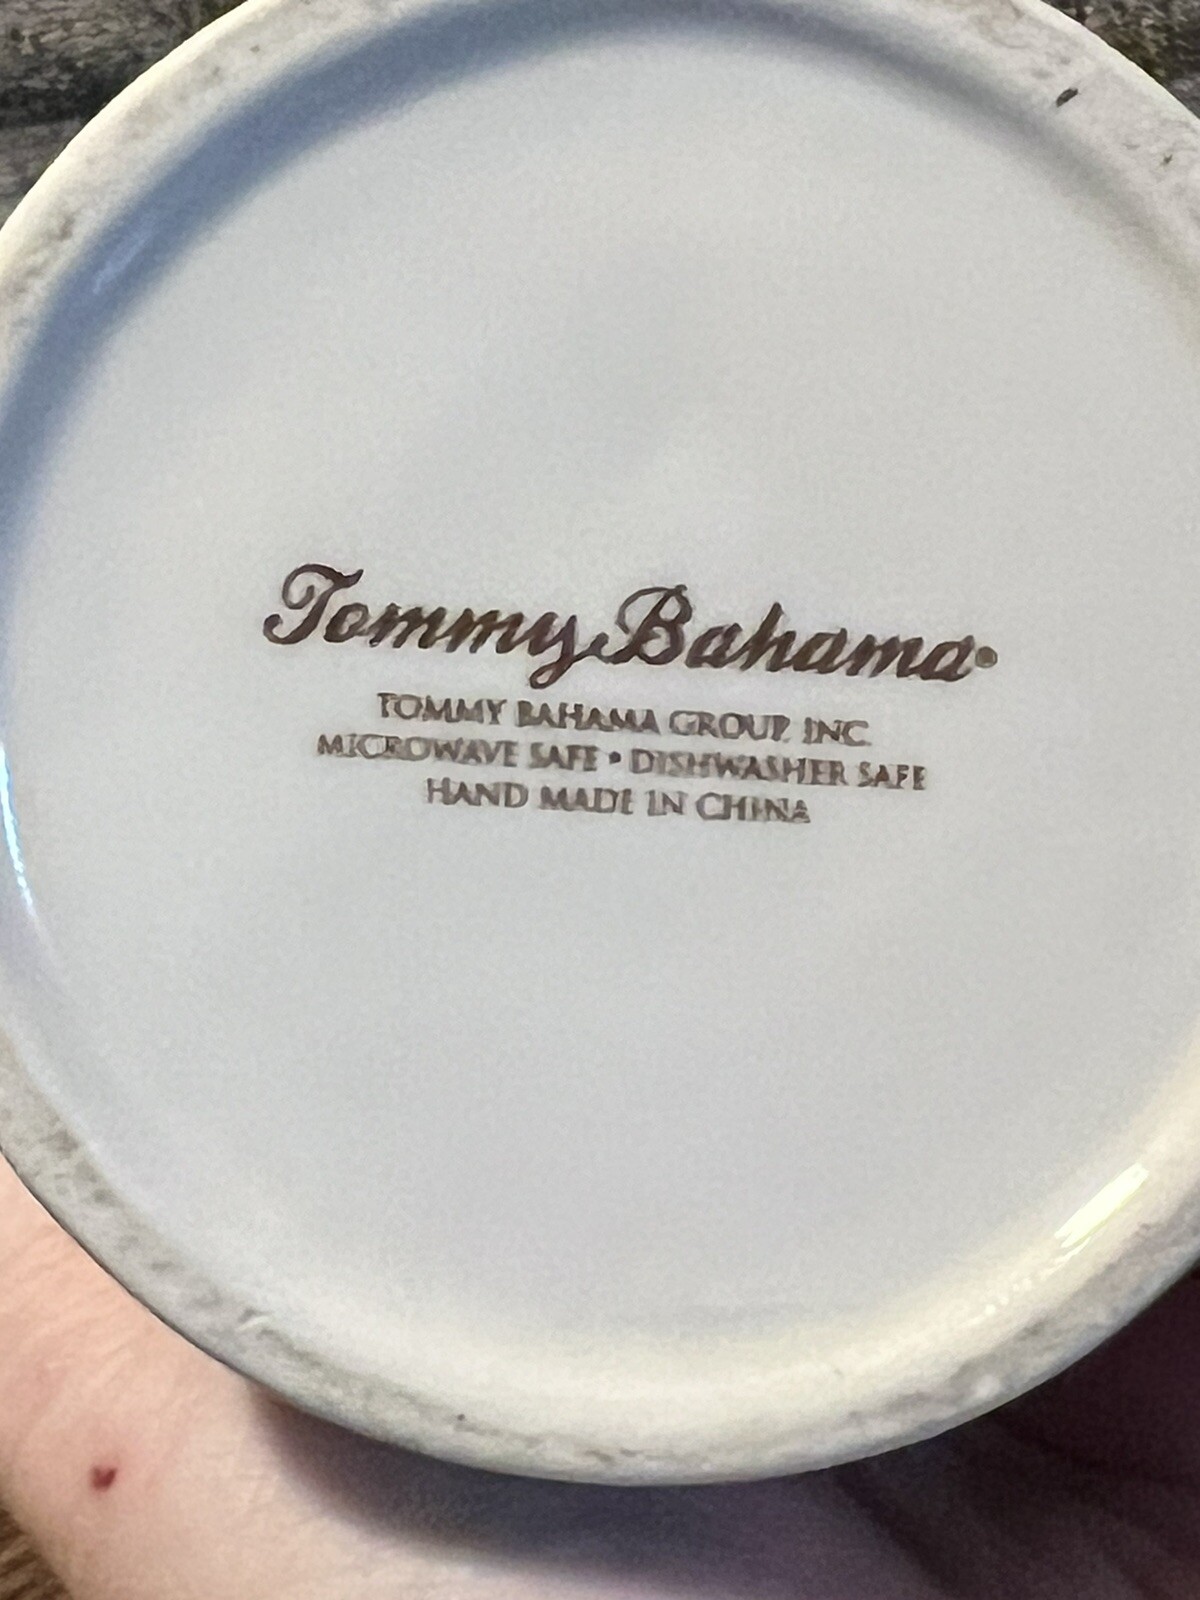 Tommy Bahama
TOMMY BAHAMA GROUP, INC.
MICROWAVE SAFE • DISHWASHER SAFE
HAND MADE IN CHINA